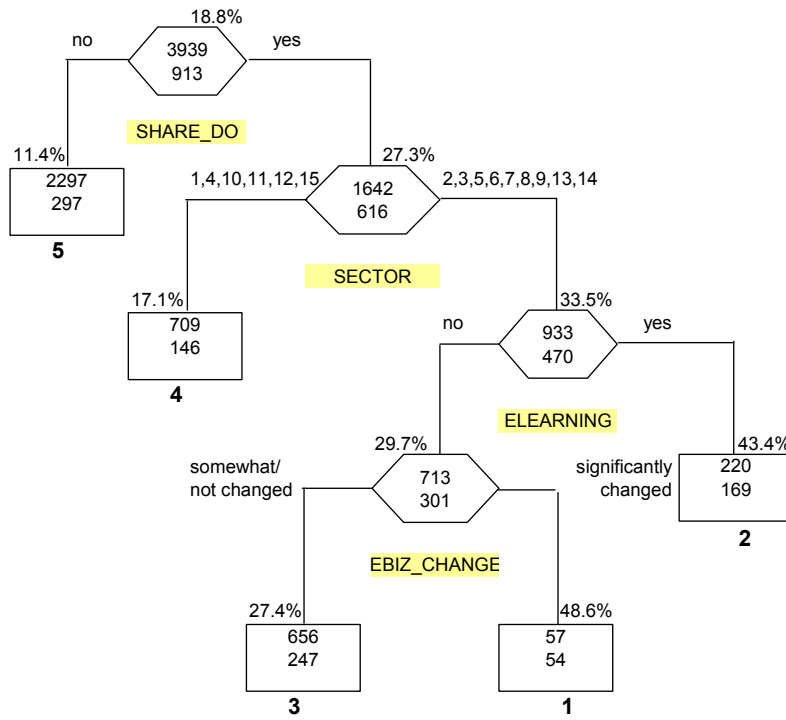 18.8%
no
3939
yes
913
SHARE_DO
11.4%
27.3%
2297
297
5
1,4,10,11,12,15
1642
2,3,5,6,7,8,9,13,14
616
SECTOR
17.1%
33.5%
709
146
4
no
933
yes
470
ELEARNING
29.7%
43.4%
somewhat/
not changed
713
301
significantly
changed
220
169
2
EBIZ_CHANGE
27.4%
48.6%
656
247
3
57
54
1